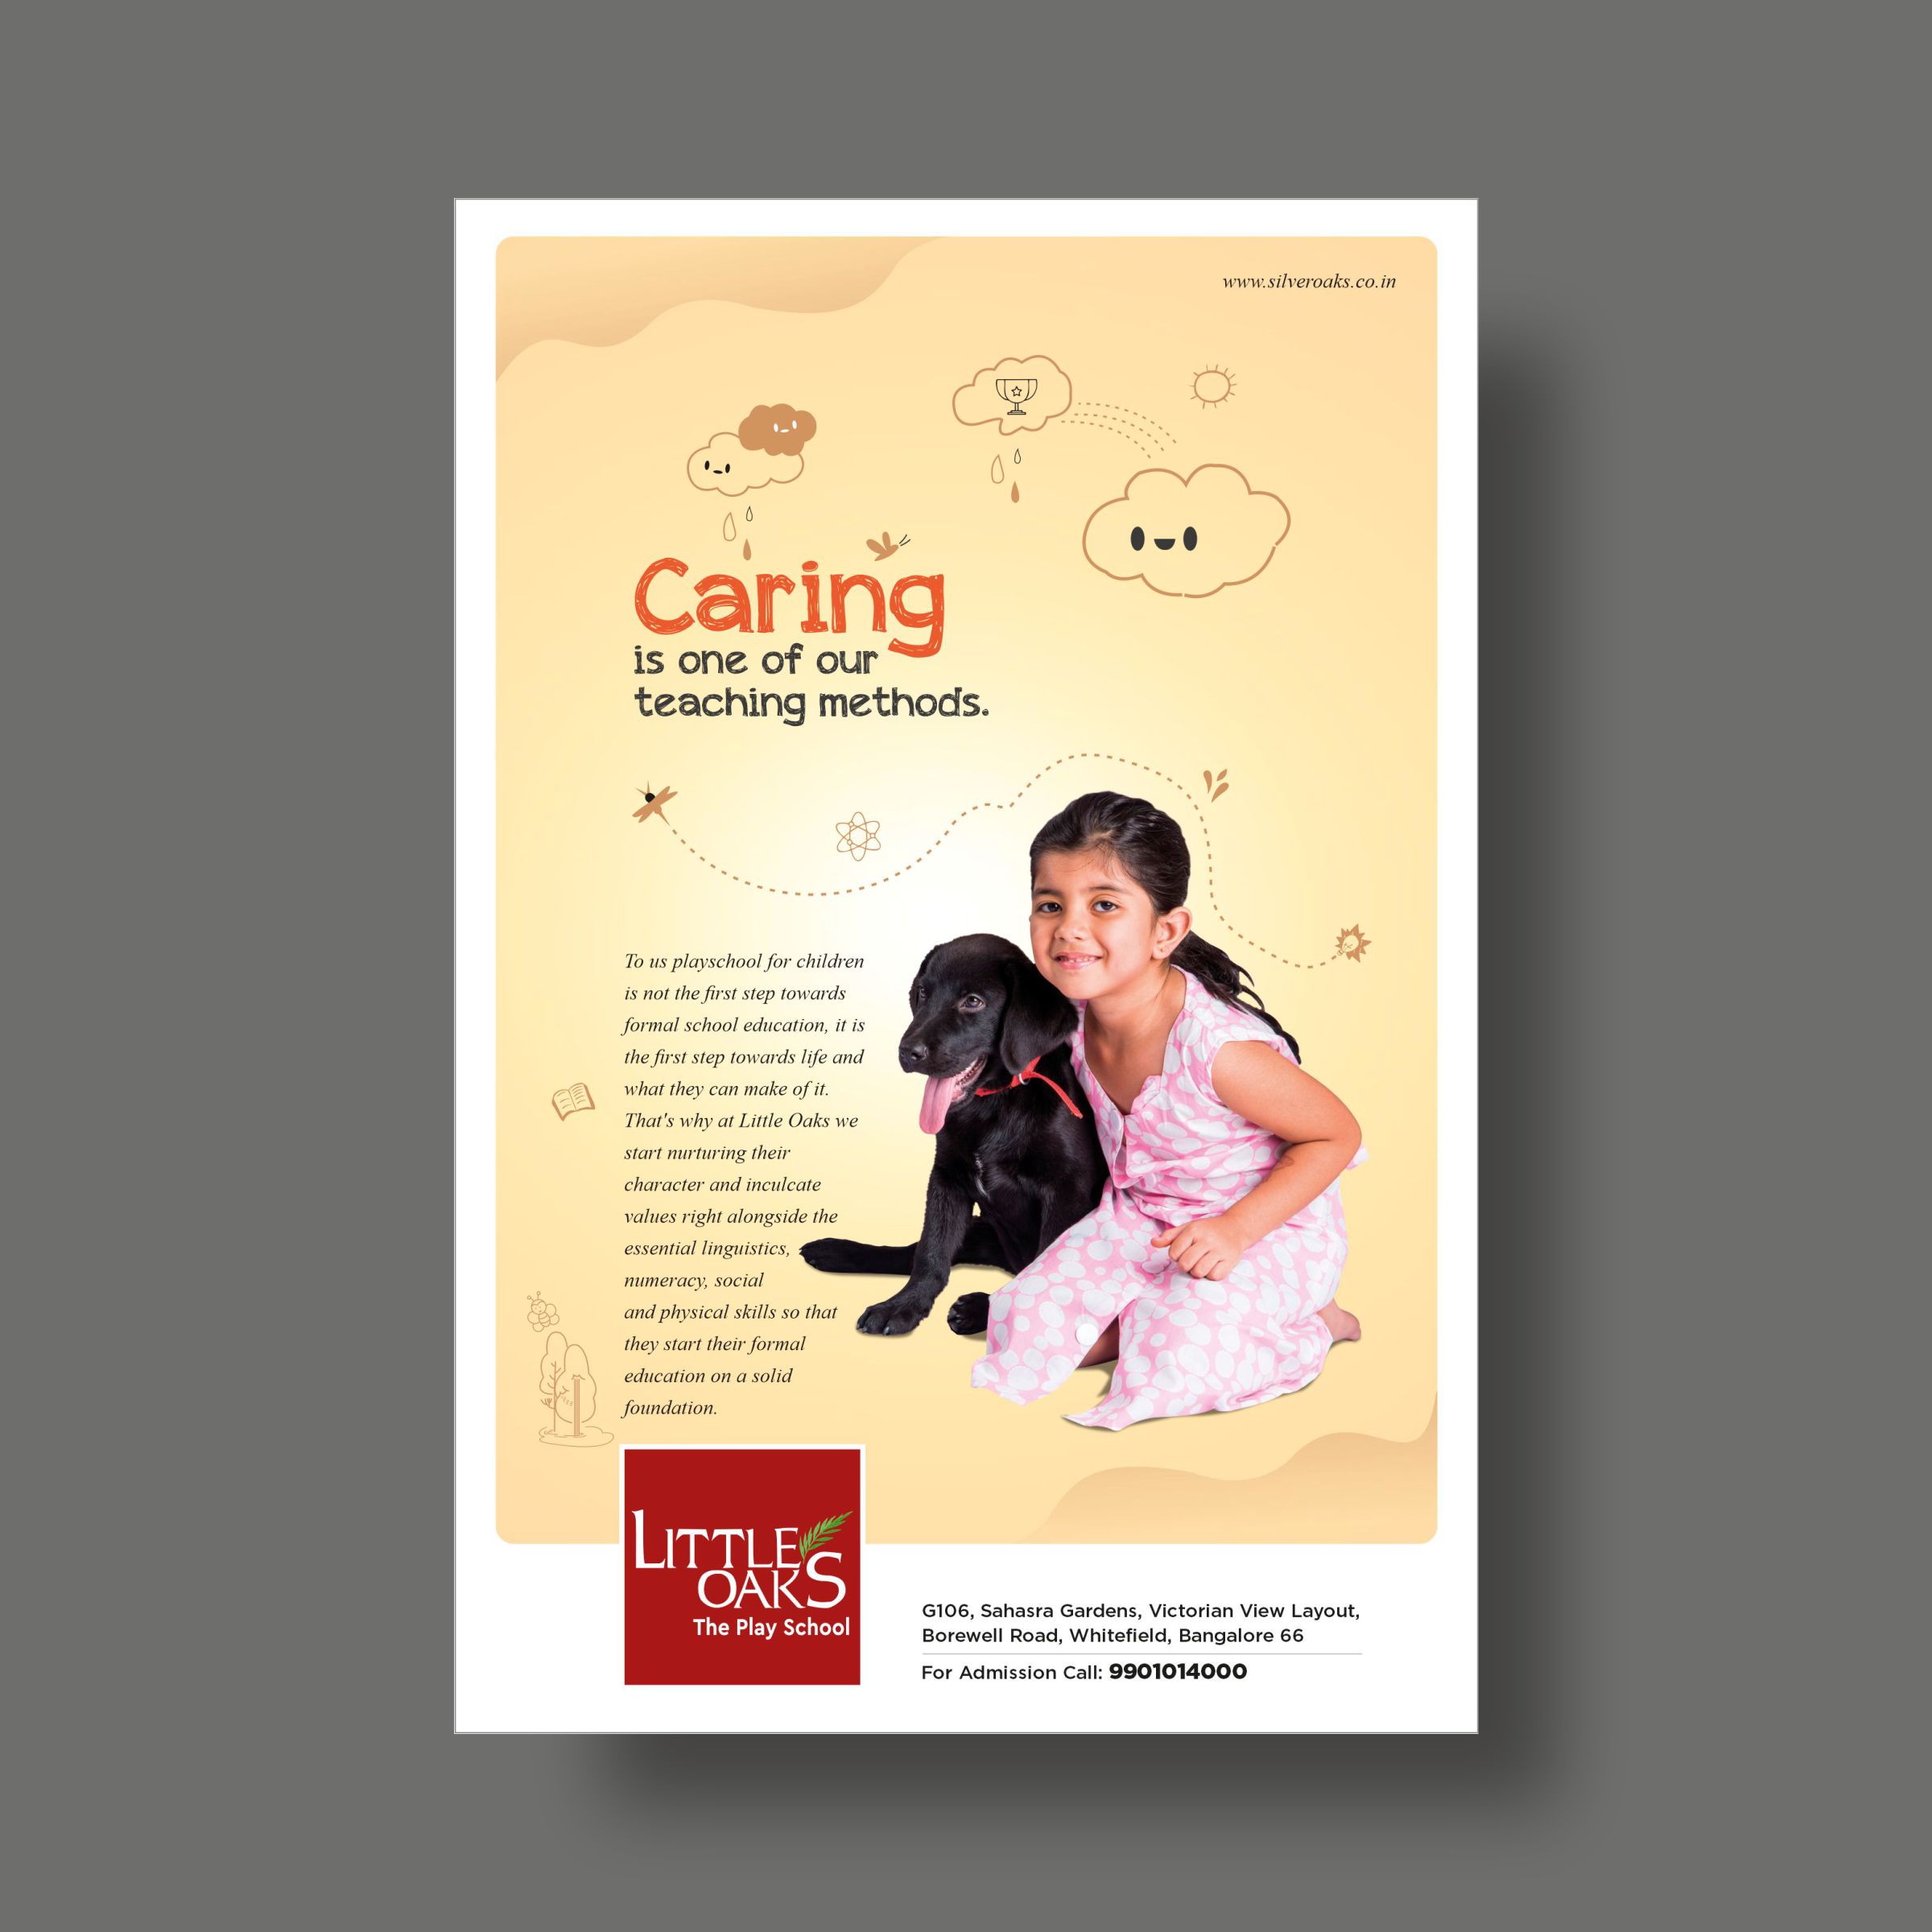 www.silveroaks.co.in
Caring
is one of our
teaching methods.
To us playschool for children
is not the first step towards
formal school education, it is
the first step towards life and
what they can make of it.
That's why at Little Oaks we
start nurturing their
character and inculcate
values right alongside the
essential linguistics,
numeracy, social
and physical skills so that
they start their formal
education on a solid
foundation.
LITTLE
OAKS
The Play School
G106, Sahasra Gardens, Victorian View Layout,
Borewell Road, Whitefield, Bangalore 66
For Admission Call: 9901014000